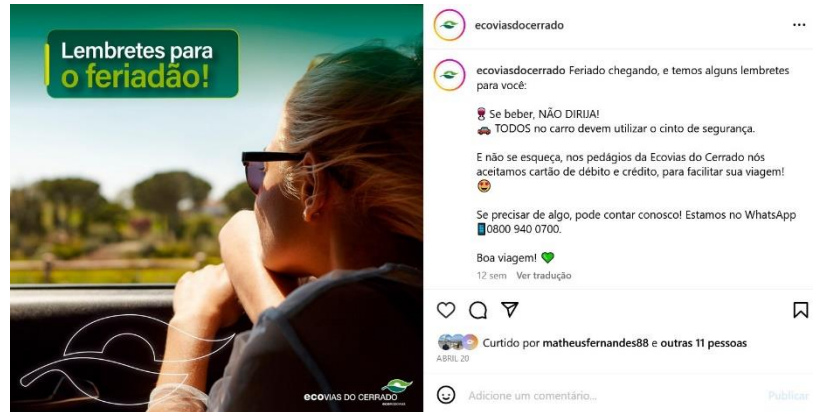 Lembretes para
o feriadão!
ecoVIAS DO CERRADO
ecoviasdocerrado
ecoviasdocerrado Feriado chegando, e temos alguns lembretes
para você:
🍷 Se beber, NÃO DIRIJA!
🚗 TODOS no carro devem utilizar o cinto de segurança.
E não se esqueça, nos pedágios da Ecovias do Cerrado nós
aceitamos cartão de débito e crédito, para facilitar sua viagem!
🤩
Se precisar de algo, pode contar conosco! Estamos no WhatsApp
📱0800 940 0700.
Boa viagem! 💚
12 sem Ver tradução
Curtido por matheusfernandes88 e outras 11 pessoas
ABRIL 20
Adicione um comentário...
Publicar